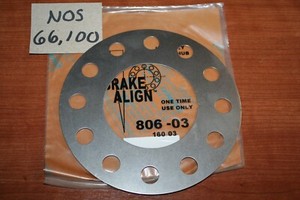 NOS
66,100
BRAKE
ALIGN
ONE TIME
USE ONLY
806 -03
160 03